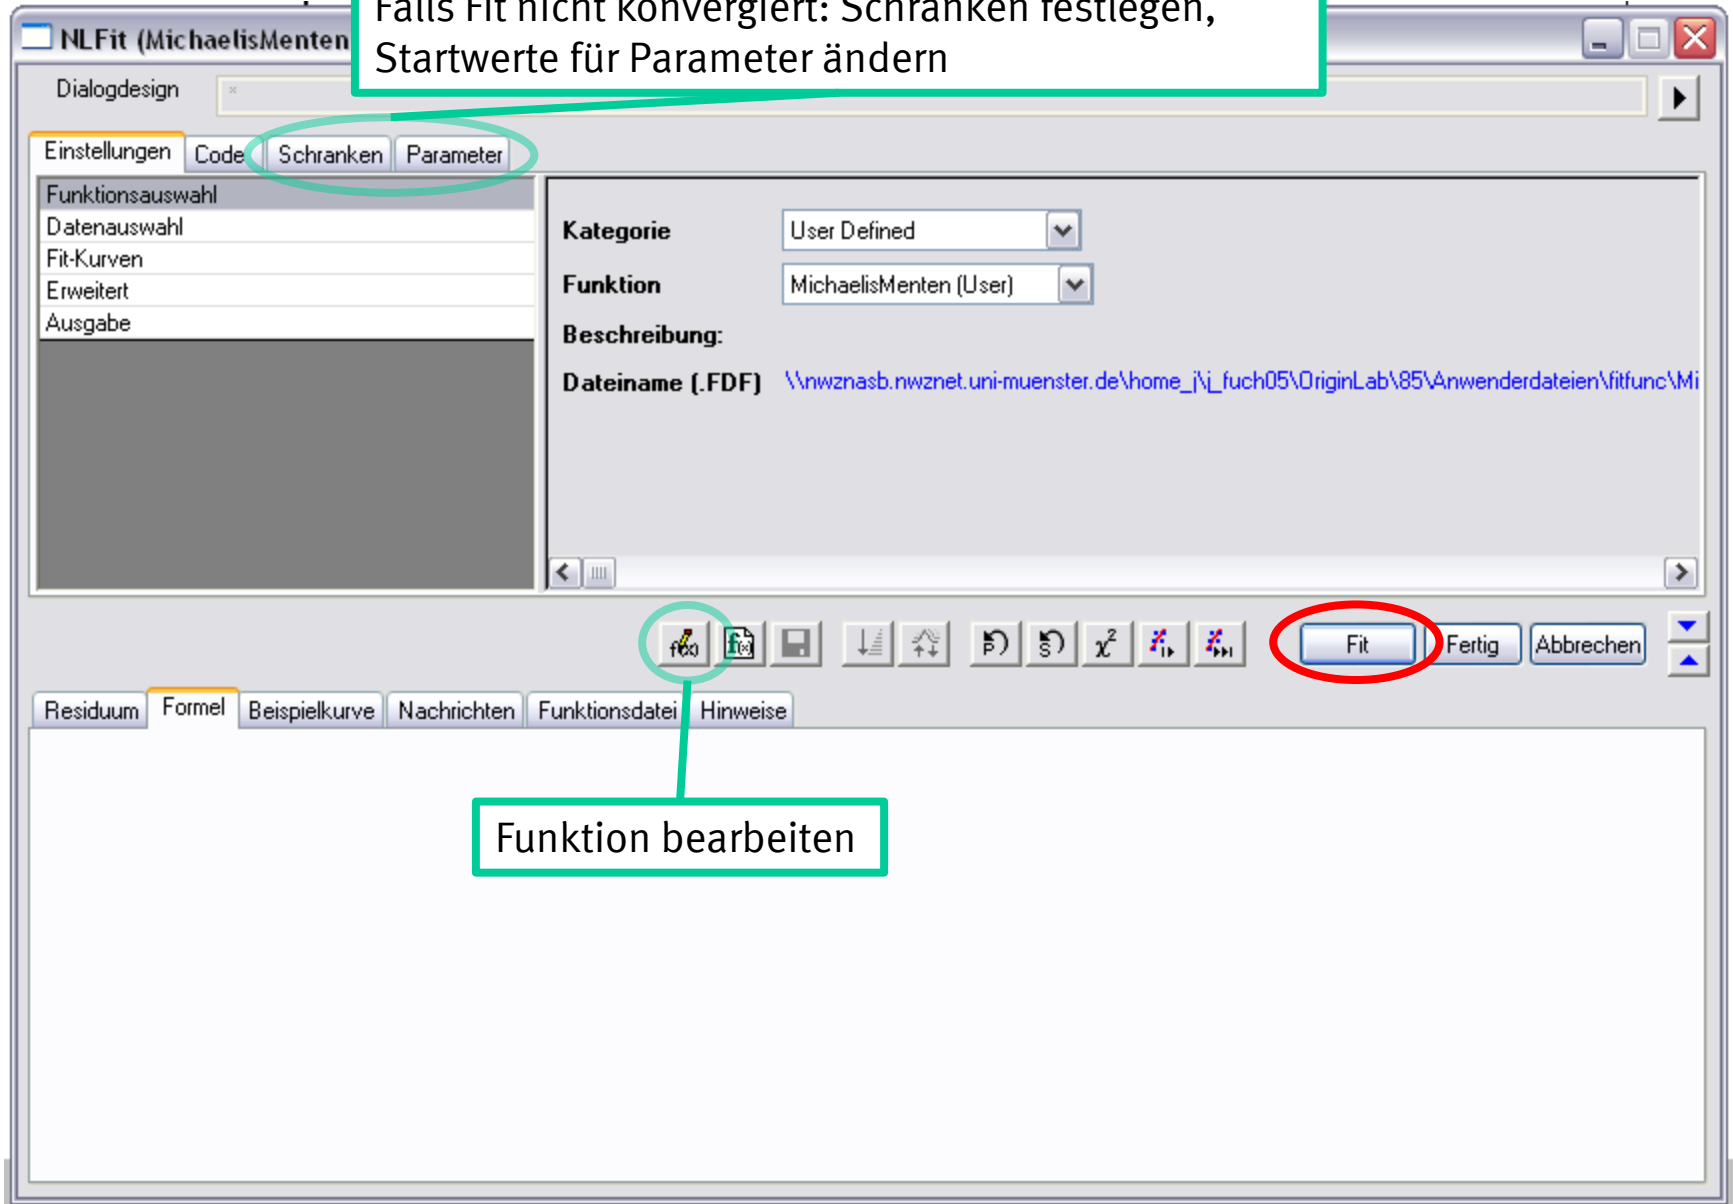 Falls Fit nicht konvergiert: Schranken festlegen,
Startwerte für Parameter ändern
NLFit (MichaelisMenten
Dialogdesign
*
Einstellungen Code Schranken Parameter
Funktionsauswahl
Datenauswahl
Fit-Kurven
Erweitert
Ausgabe
Kategorie User Defined
Funktion MichaelisMenten (User)
Beschreibung:
Dateiname (.FDF) \\nwznasb.nwznet.uni-muenster.de\home_j\j_fuch05\OriginLab\85\Anwenderdateien\fitfunc\Mi
f(x) f(x) P S χ² Fit Fertig Abbrechen
Residuum Formel Beispielkurve Nachrichten Funktionsdatei Hinweise
Funktion bearbeiten